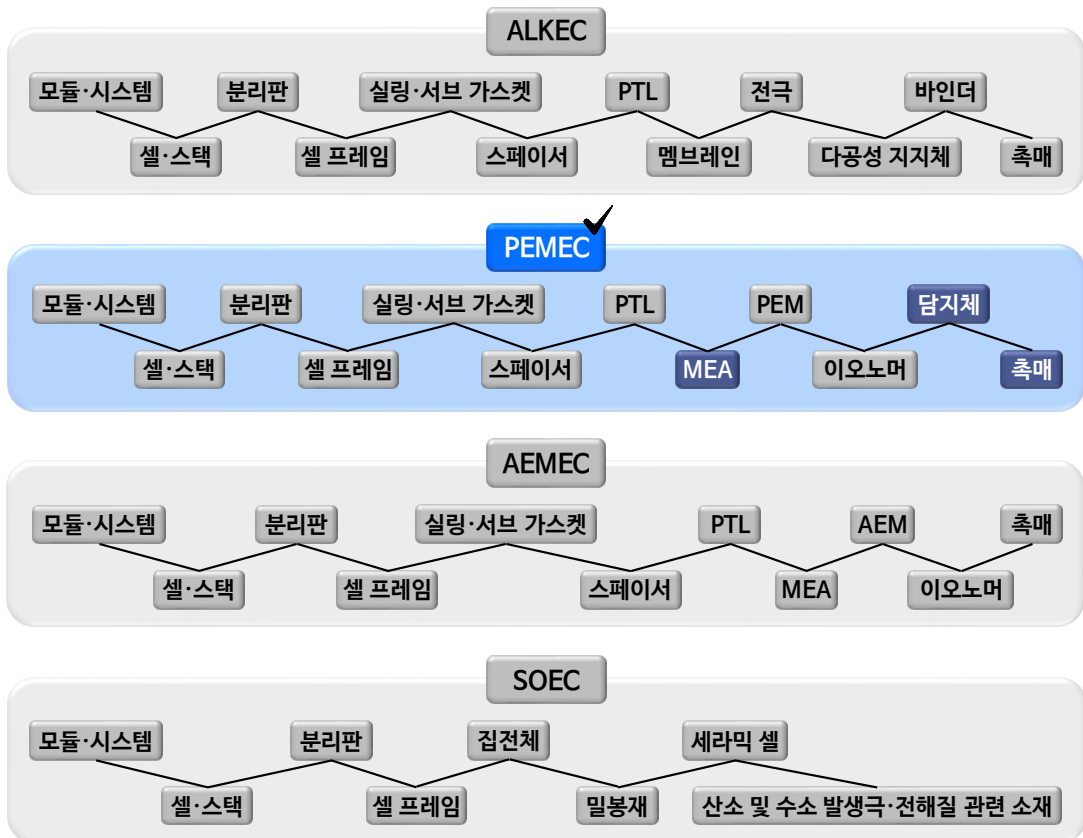 ALKEC
모듈·시스템 분리판 실링·서브 가스켓 PTL 전극 바인더
셀·스택 셀 프레임 스페이서 멤브레인 다공성 지지체 촉매
PEMEC
모듈·시스템 분리판 실링·서브 가스켓 PTL PEM 담지체
셀·스택 셀 프레임 스페이서 MEA 이오노머 촉매
AEMEC
모듈·시스템 분리판 실링·서브 가스켓 PTL AEM 촉매
셀·스택 셀 프레임 스페이서 MEA 이오노머
SOEC
모듈·시스템 분리판 집전체 세라믹 셀
셀·스택 셀 프레임 밀봉재 산소 및 수소 발생극·전해질 관련 소재